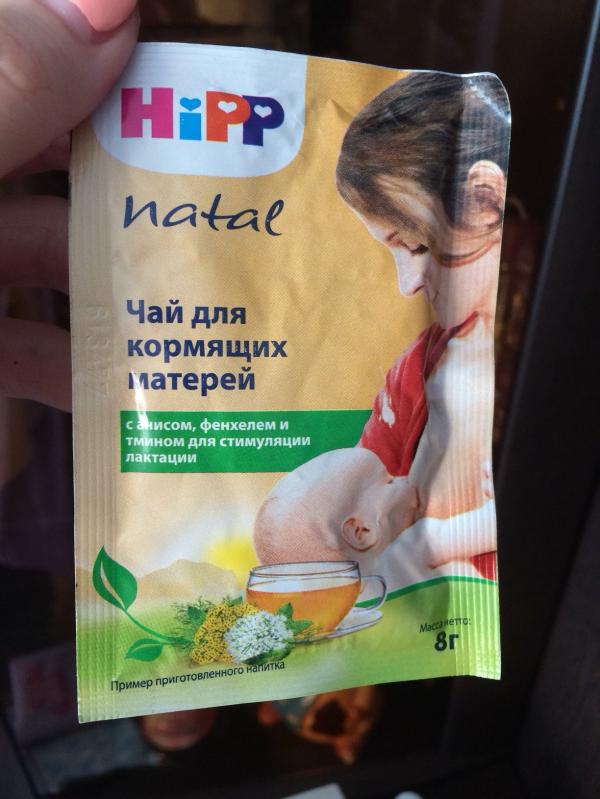 HiPP
natal
Чай для
кормящих
матерей
с анисом, фенхелем и
тмином для стимуляции
лактации
Масса нетто:
8г
Пример приготовленного напитка